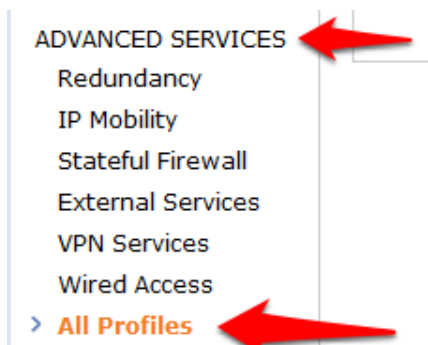 ADVANCED SERVICES
Redundancy
IP Mobility
Stateful Firewall
External Services
VPN Services
Wired Access
> All Profiles